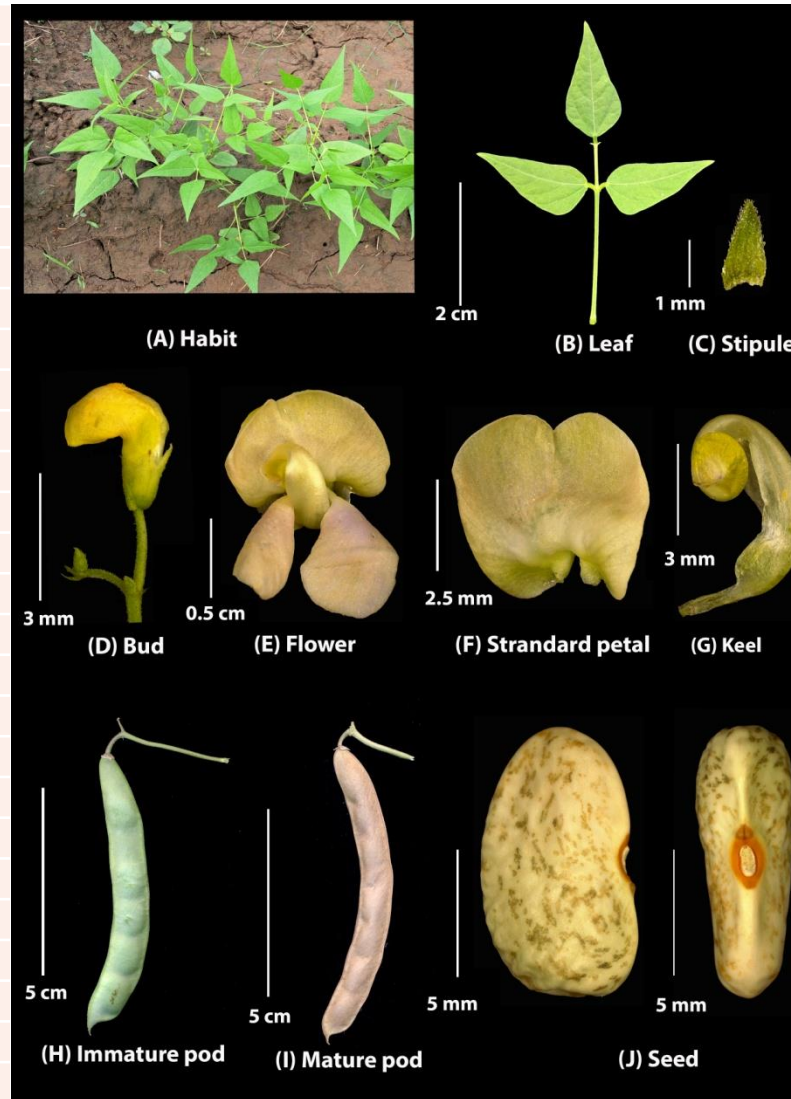 2 cm
1 mm
(A) Habit
(B) Leaf
(C) Stipule
3 mm
0.5 cm
2.5 mm
3 mm
(D) Bud
(E) Flower
(F) Strandard petal
(G) Keel
5 cm
5 cm
5 mm
5 mm
(H) Immature pod
(I) Mature pod
(J) Seed